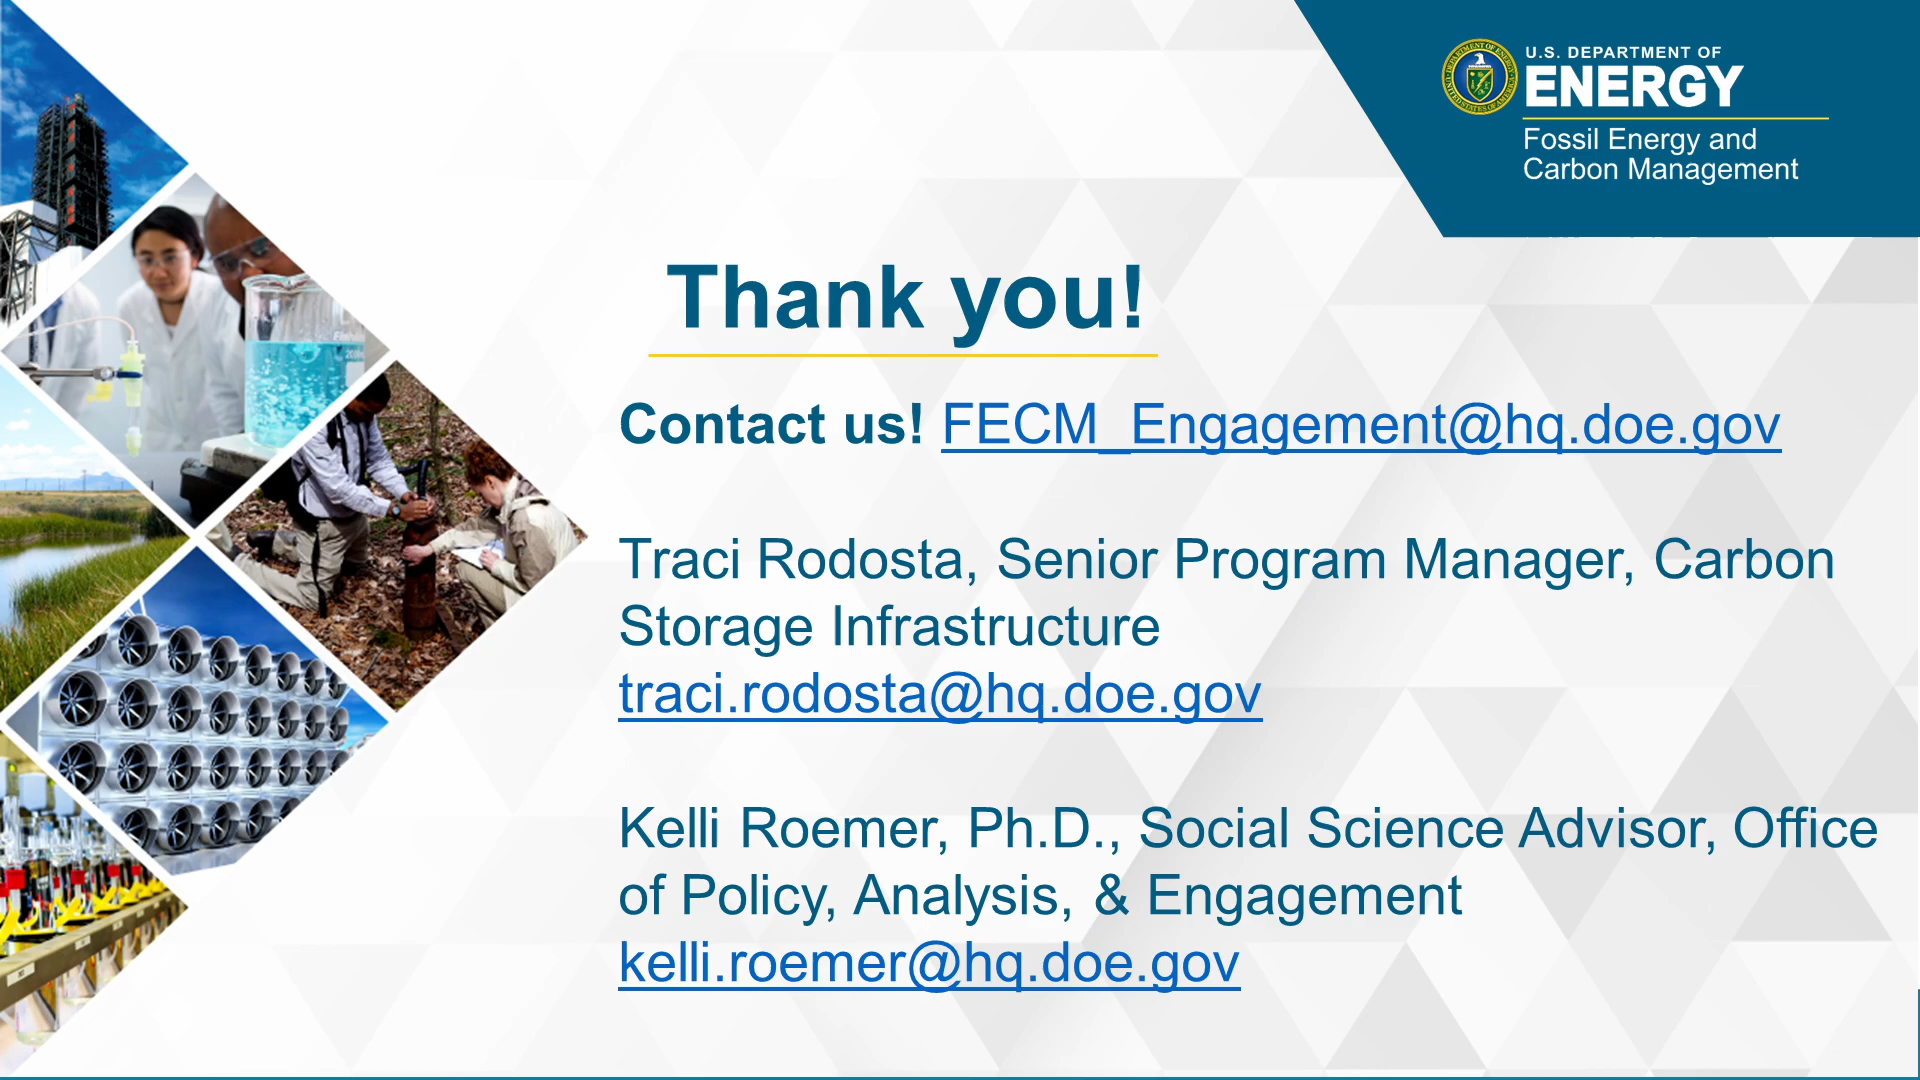 U.S. DEPARTMENT OF
ENERGY
Fossil Energy and
Carbon Management
Thank you!
Contact us! FECM_Engagement@hq.doe.gov
Traci Rodosta, Senior Program Manager, Carbon
Storage Infrastructure
traci.rodosta@hq.doe.gov
Kelli Roemer, Ph.D., Social Science Advisor, Office
of Policy, Analysis, & Engagement
kelli.roemer@hq.doe.gov